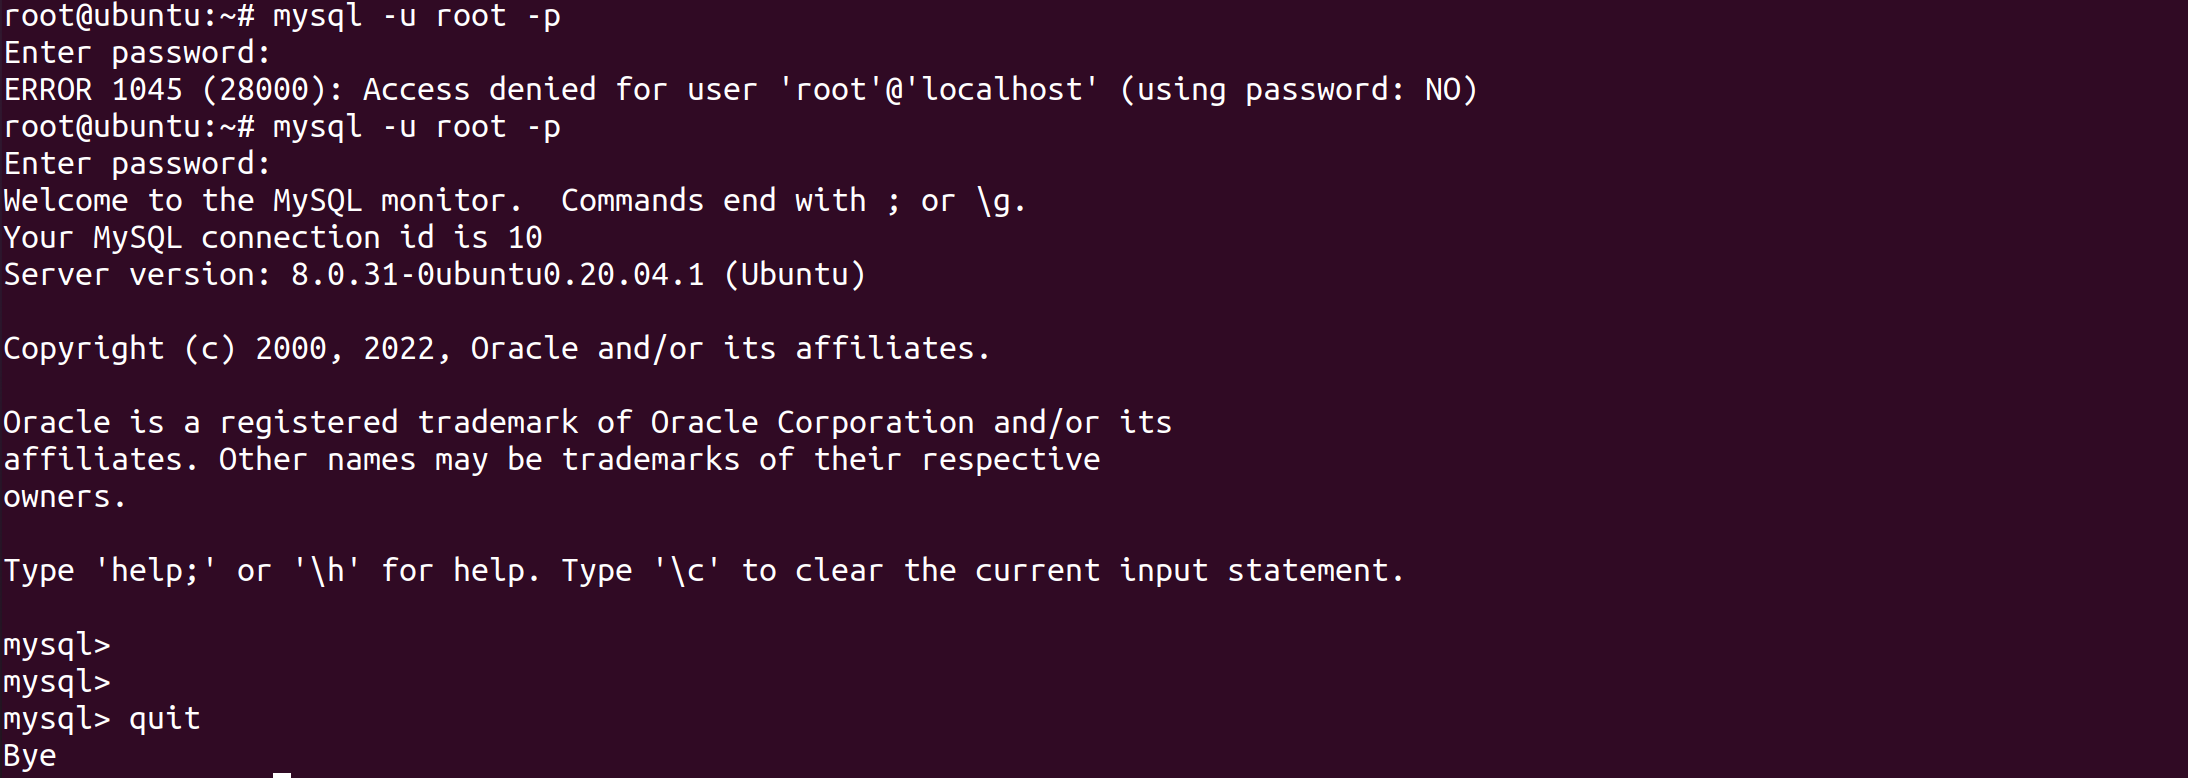 root@ubuntu:~# mysql -u root -p
Enter password:
ERROR 1045 (28000): Access denied for user 'root'@'localhost' (using password: NO)
root@ubuntu:~# mysql -u root -p
Enter password:
Welcome to the MySQL monitor.  Commands end with ; or \g.
Your MySQL connection id is 10
Server version: 8.0.31-0ubuntu0.20.04.1 (Ubuntu)
Copyright (c) 2000, 2022, Oracle and/or its affiliates.
Oracle is a registered trademark of Oracle Corporation and/or its
affiliates. Other names may be trademarks of their respective
owners.
Type 'help;' or '\h' for help. Type '\c' to clear the current input statement.
mysql>
mysql>
mysql> quit
Bye